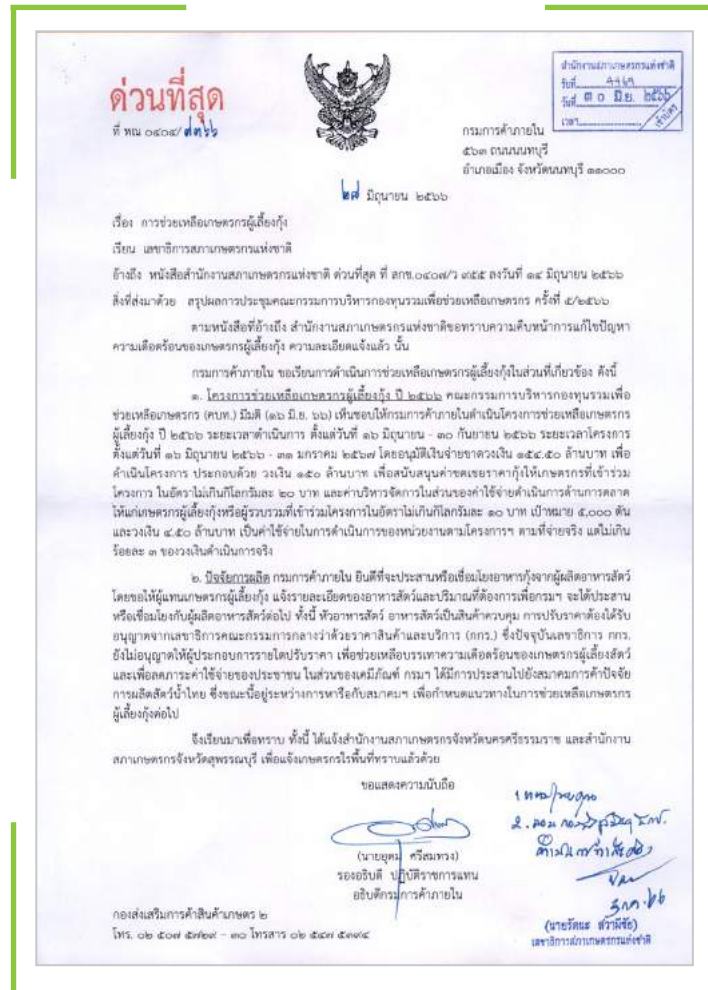 ด่วนที่สุด
ที่ พณ ๐๔๐๔/
สำนักงานสภาเกษตรกรแห่งชาติ
รับที่
วันที่ ๓๐ มิ.ย. ๒๕๖๖
เวลา
กรมการค้าภายใน
๕๖๓ ถนนนนทบุรี
อำเภอเมือง จังหวัดนนทบุรี ๑๑๐๐๐
มิถุนายน ๒๕๖๖
เรื่อง การช่วยเหลือเกษตรกรผู้เลี้ยงกุ้ง
เรียน เลขาธิการสภาเกษตรกรแห่งชาติ
อ้างถึง หนังสือสำนักงานสภาเกษตรกรแห่งชาติ ด่วนที่สุด ที่ สกช.๐๔๐๗/ว ๙๕๕ ลงวันที่ ๑๔ มิถุนายน ๒๕๖๖
สิ่งที่ส่งมาด้วย สรุปผลการประชุมคณะกรรมการบริหารกองทุนรวมเพื่อช่วยเหลือเกษตรกร ครั้งที่ ๕/๒๕๖๖
ตามหนังสือที่อ้างถึง สำนักงานสภาเกษตรกรแห่งชาติขอทราบความคืบหน้าการแก้ไขปัญหา
ความเดือดร้อนของเกษตรกรผู้เลี้ยงกุ้ง ความละเอียดแจ้งแล้ว นั้น
กรมการค้าภายใน ขอเรียนการดำเนินการช่วยเหลือเกษตรกรผู้เลี้ยงกุ้งในส่วนที่เกี่ยวข้อง ดังนี้
๑. โครงการช่วยเหลือเกษตรกรผู้เลี้ยงกุ้ง ปี ๒๕๖๖ คณะกรรมการบริหารกองทุนรวมเพื่อ
ช่วยเหลือเกษตรกร (คบท.) มีมติ (๑๖ มิ.ย. ๖๖) เห็นชอบให้กรมการค้าภายในดำเนินโครงการช่วยเหลือเกษตรกร
ผู้เลี้ยงกุ้ง ปี ๒๕๖๖ ระยะเวลาดำเนินการ ตั้งแต่วันที่ ๑๖ มิถุนายน - ๓๐ กันยายน ๒๕๖๖ ระยะเวลาโครงการ
ตั้งแต่วันที่ ๑๖ มิถุนายน ๒๕๖๖ - ๓๑ มกราคม ๒๕๖๗ โดยอนุมัติเงินจ่ายขาดวงเงิน ๑๕๔.๕๐ ล้านบาท เพื่อ
ดำเนินโครงการ ประกอบด้วย วงเงิน ๑๕๐ ล้านบาท เพื่อสนับสนุนค่าชดเชยราคากุ้งให้เกษตรกรที่เข้าร่วม
โครงการ ในอัตราไม่เกินกิโลกรัมละ ๒๐ บาท และค่าบริหารจัดการในส่วนของค่าใช้จ่ายดำเนินการด้านการตลาด
ให้แก่เกษตรกรผู้เลี้ยงกุ้งหรือผู้รวบรวมที่เข้าร่วมโครงการในอัตราไม่เกินกิโลกรัมละ ๑๐ บาท เป้าหมาย ๕,๐๐๐ ตัน
และวงเงิน ๔.๕๐ ล้านบาท เป็นค่าใช้จ่ายในการดำเนินการของหน่วยงานตามโครงการฯ ตามที่จ่ายจริง แต่ไม่เกิน
ร้อยละ ๓ ของวงเงินดำเนินการจริง
๒. ปัจจัยการผลิต กรมการค้าภายใน ยินดีที่จะประสานหรือเชื่อมโยงอาหารกุ้งจากผู้ผลิตอาหารสัตว์
โดยขอให้ผู้แทนเกษตรกรผู้เลี้ยงกุ้ง แจ้งรายละเอียดของอาหารสัตว์และปริมาณที่ต้องการเพื่อกรมฯ จะได้ประสาน
หรือเชื่อมโยงกับผู้ผลิตอาหารสัตว์ต่อไป ทั้งนี้ หัวอาหารสัตว์ อาหารสัตว์เป็นสินค้าควบคุม การปรับราคาต้องได้รับ
อนุญาตจากเลขาธิการคณะกรรมการกลางว่าด้วยราคาสินค้าและบริการ (กกร.) ซึ่งปัจจุบันเลขาธิการ กกร.
ยังไม่อนุญาตให้ผู้ประกอบการรายใดปรับราคา เพื่อช่วยเหลือบรรเทาความเดือดร้อนของเกษตรกรผู้เลี้ยงสัตว์
และเพื่อลดภาระค่าใช้จ่ายของประชาชน ในส่วนของเคมีภัณฑ์ กรมฯ ได้มีการประสานไปยังสมาคมการค้าปัจจัย
การผลิตสัตว์น้ำไทย ซึ่งขณะนี้อยู่ระหว่างการหารือกับสมาคมฯ เพื่อกำหนดแนวทางในการช่วยเหลือเกษตรกร
ผู้เลี้ยงกุ้งต่อไป
จึงเรียนมาเพื่อทราบ ทั้งนี้ ได้แจ้งสำนักงานสภาเกษตรกรจังหวัดนครศรีธรรมราช และสำนักงาน
สภาเกษตรกรจังหวัดสุพรรณบุรี เพื่อแจ้งเกษตรกรในพื้นที่ทราบแล้วด้วย
ขอแสดงความนับถือ
(นายอุดม ศรีสมทรง)
รองอธิบดี ปฏิบัติราชการแทน
อธิบดีกรมการค้าภายใน
(นายรัตนะ สวามีชัย)
เลขาธิการสภาเกษตรกรแห่งชาติ
กองส่งเสริมการค้าสินค้าเกษตร ๒
โทร. ๐๒ ๕๐๗ ๕๗๒๙ - ๓๐ โทรสาร ๐๒ ๕๔๗ ๕๓๙๔